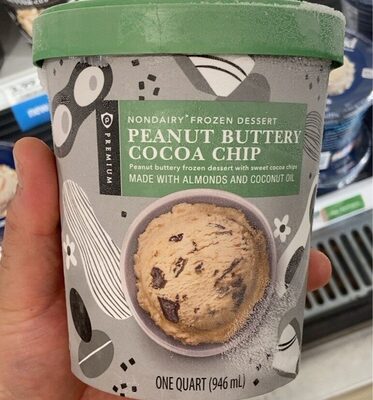 NONDAIRY* FROZEN DESSERT
PEANUT BUTTERY
COCOA CHIP
Peanut buttery frozen dessert with sweet cocoa chips
MADE WITH ALMONDS AND COCONUT OIL
PREMIUM
ONE QUART (946 mL)